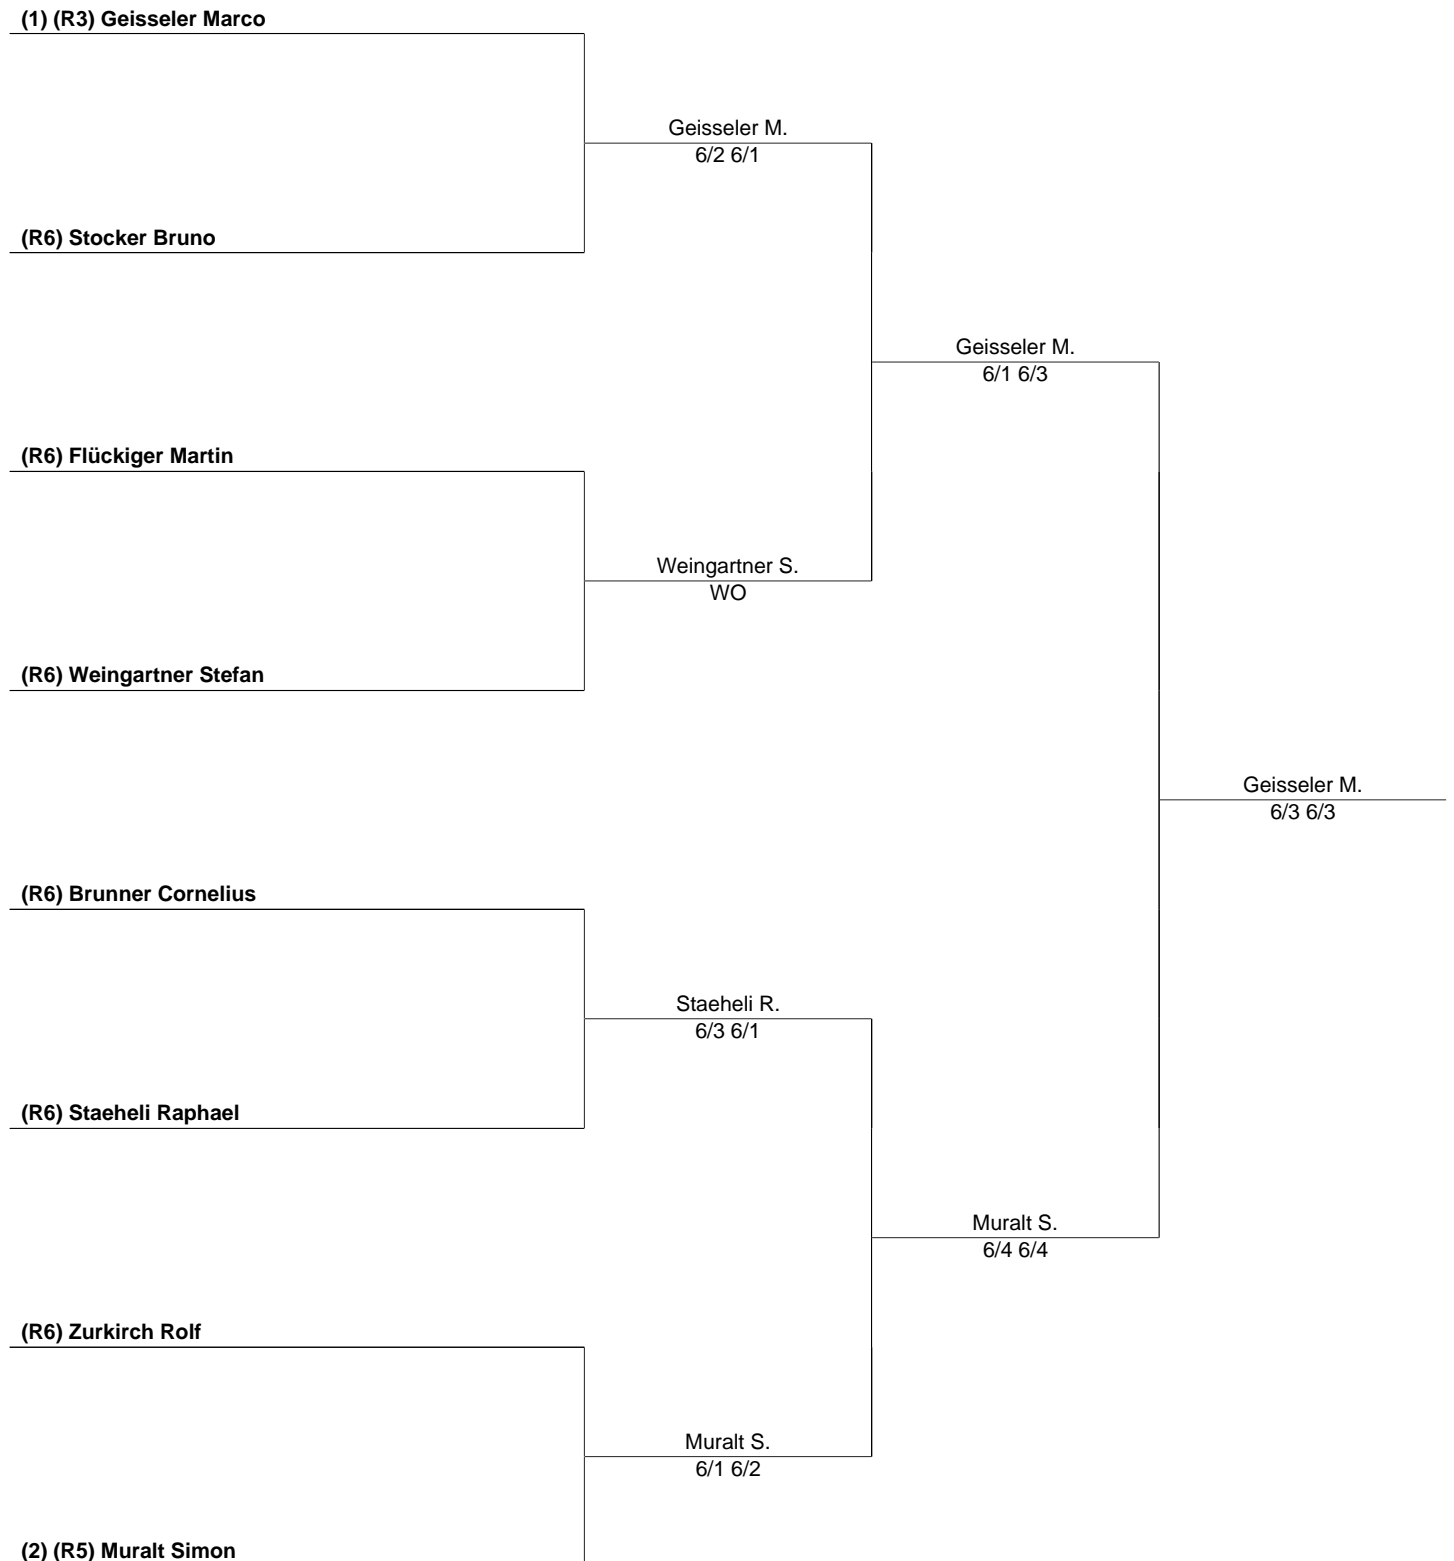 (1) (R3) Geisseler Marco
Geisseler M.
6/2 6/1
(R6) Stocker Bruno
Geisseler M.
6/1 6/3
(R6) Flückiger Martin
Weingartner S.
WO
(R6) Weingartner Stefan
Geisseler M.
6/3 6/3
(R6) Brunner Cornelius
Staeheli R.
6/3 6/1
(R6) Staeheli Raphael
Muralt S.
6/4 6/4
(R6) Zurkirch Rolf
Muralt S.
6/1 6/2
(2) (R5) Muralt Simon